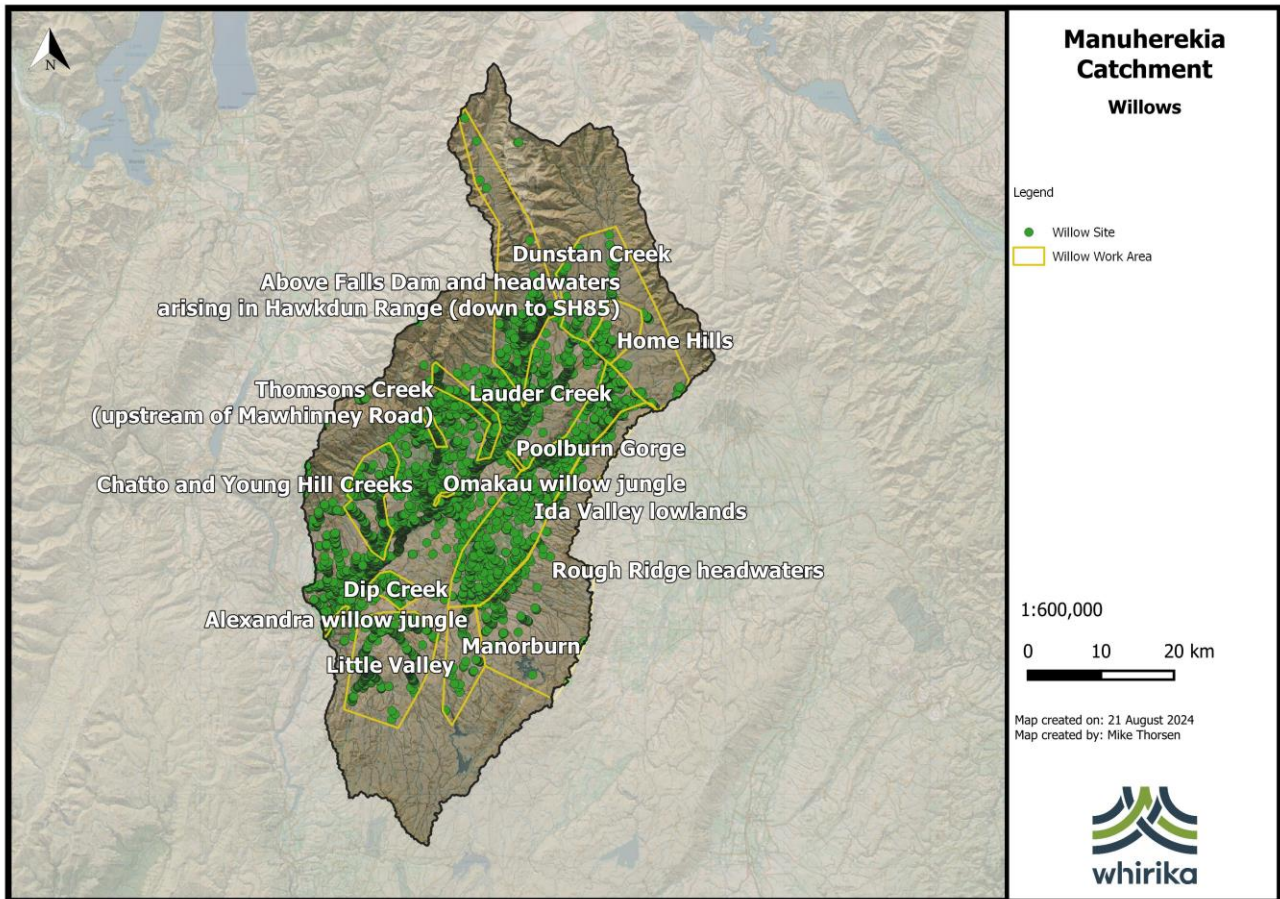 N
Dunstan Creek
Above Falls Dam and headwaters
arising in Hawkdun Range (down to SH85)
Home Hills
Thomsons Creek
(upstream of Mawhinney Road)
Lauder Creek
Poolburn Gorge
Chatto and Young Hill Creeks
Omakau willow jungle
Ida Valley lowlands
Rough Ridge headwaters
Dip Creek
Alexandra willow jungle
Manorburn
Little Valley
Manuherekia
Catchment
Willows
Legend
Willow Site
Willow Work Area
1:600,000
0 10 20 km
Map created on: 21 August 2024
Map created by: Mike Thorsen
whirika